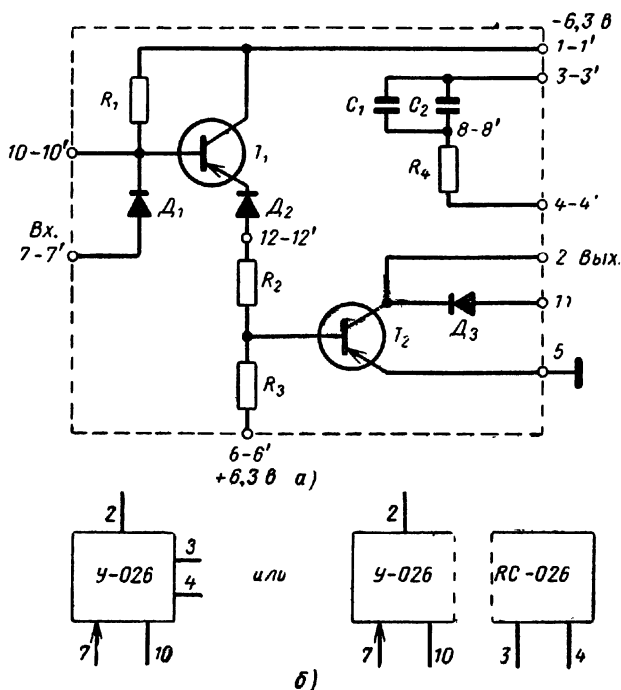 -6,3 в
1-1'
3-3'
R1
C1
C2
8-8'
10-10'
T1
R4
Д1
Д2
4-4'
Вх.
7-7'
12-12'
2 Вых.
R2
11
Д3
T2
5
R3
6-6'
+6,3 в
а)
2
2
3
У-026
или
У-026
RC-026
4
7
10
7
10
3
4
б)